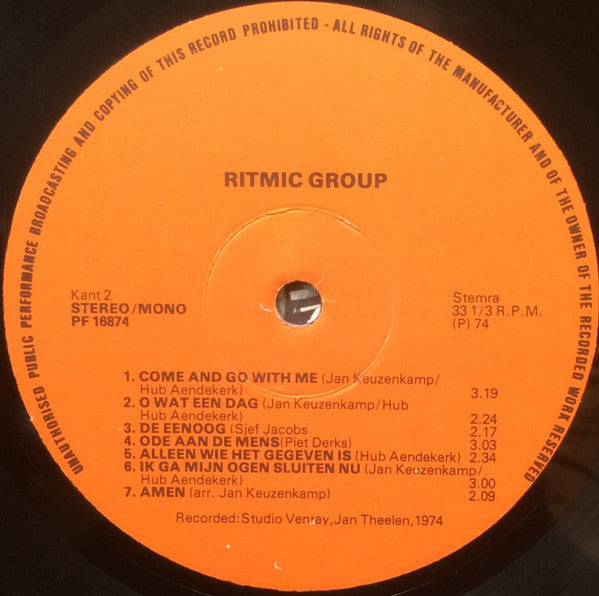 UNAUTHORISED PUBLIC PERFORMANCE BROADCASTING AND COPYING OF THIS RECORD PROHIBITED - ALL RIGHTS OF THE MANUFACTURER AND OF THE OWNER OF THE RECORDED WORK RESERVED
RITMIC GROUP
Kant 2
STEREO/MONO
PF 16874
Stemra
33 1/3 R.P.M.
(P) 74
1. COME AND GO WITH ME (Jan Keuzenkamp/
Hub Aendekerk) 3.19
2. O WAT EEN DAG (Jan Keuzenkamp/Hub
Hub Aendekerk) 2.24
3. DE EENOOG (Sjef Jacobs 2.17
4. ODE AAN DE MENS (Piet Derks) 3.03
5. ALLEEN WIE HET GEGEVEN IS (Hub Aendekerk) 2.34
6. IK GA MIJN OGEN SLUITEN NU (Jan Keuzenkamp/
Hub Aendekerk) 3.00
7. AMEN (arr. Jan Keuzenkamp) 2.09
Recorded: Studio Venray, Jan Theelen, 1974